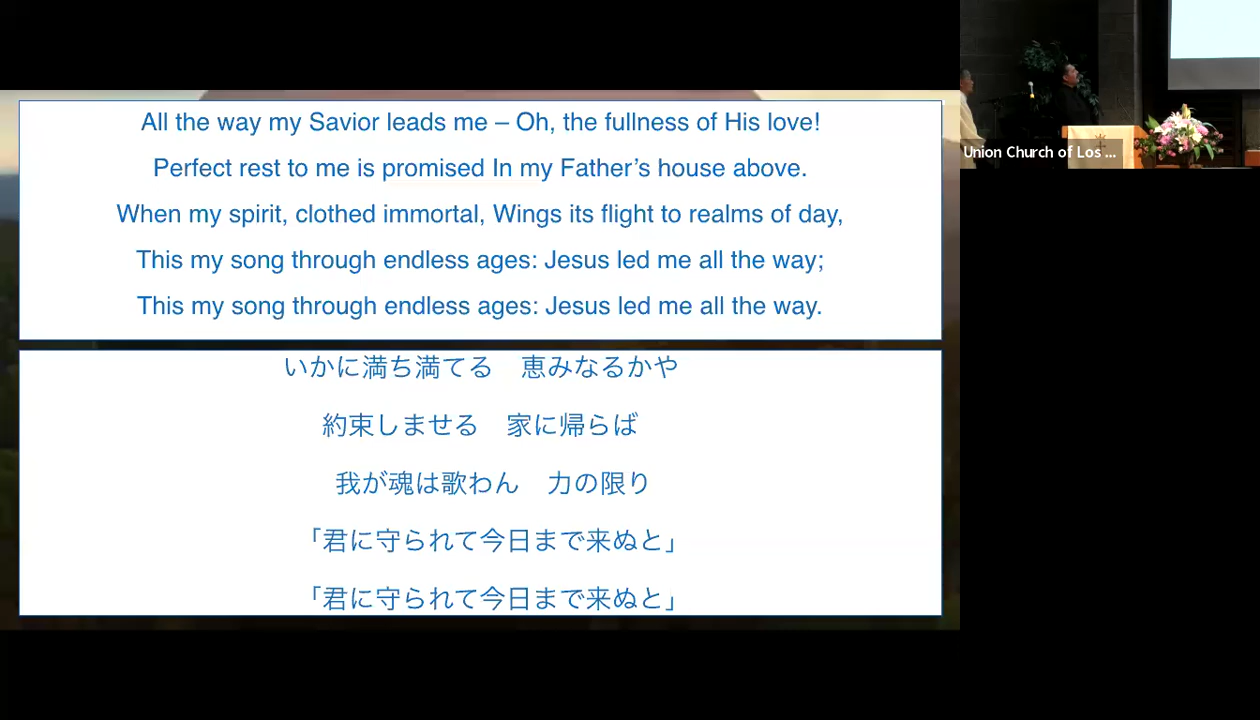 All the way my Savior leads me – Oh, the fullness of His love!
Perfect rest to me is promised In my Father's house above.
When my spirit, clothed immortal, Wings its flight to realms of day,
This my song through endless ages: Jesus led me all the way;
This my song through endless ages: Jesus led me all the way.
いかに満ち満てる　恵みなるかや
約束しませる　家に帰らば
我が魂は歌わん　力の限り
「君に守られて今日まで来ぬと」
「君に守られて今日まで来ぬと」
Union Church of Los ...